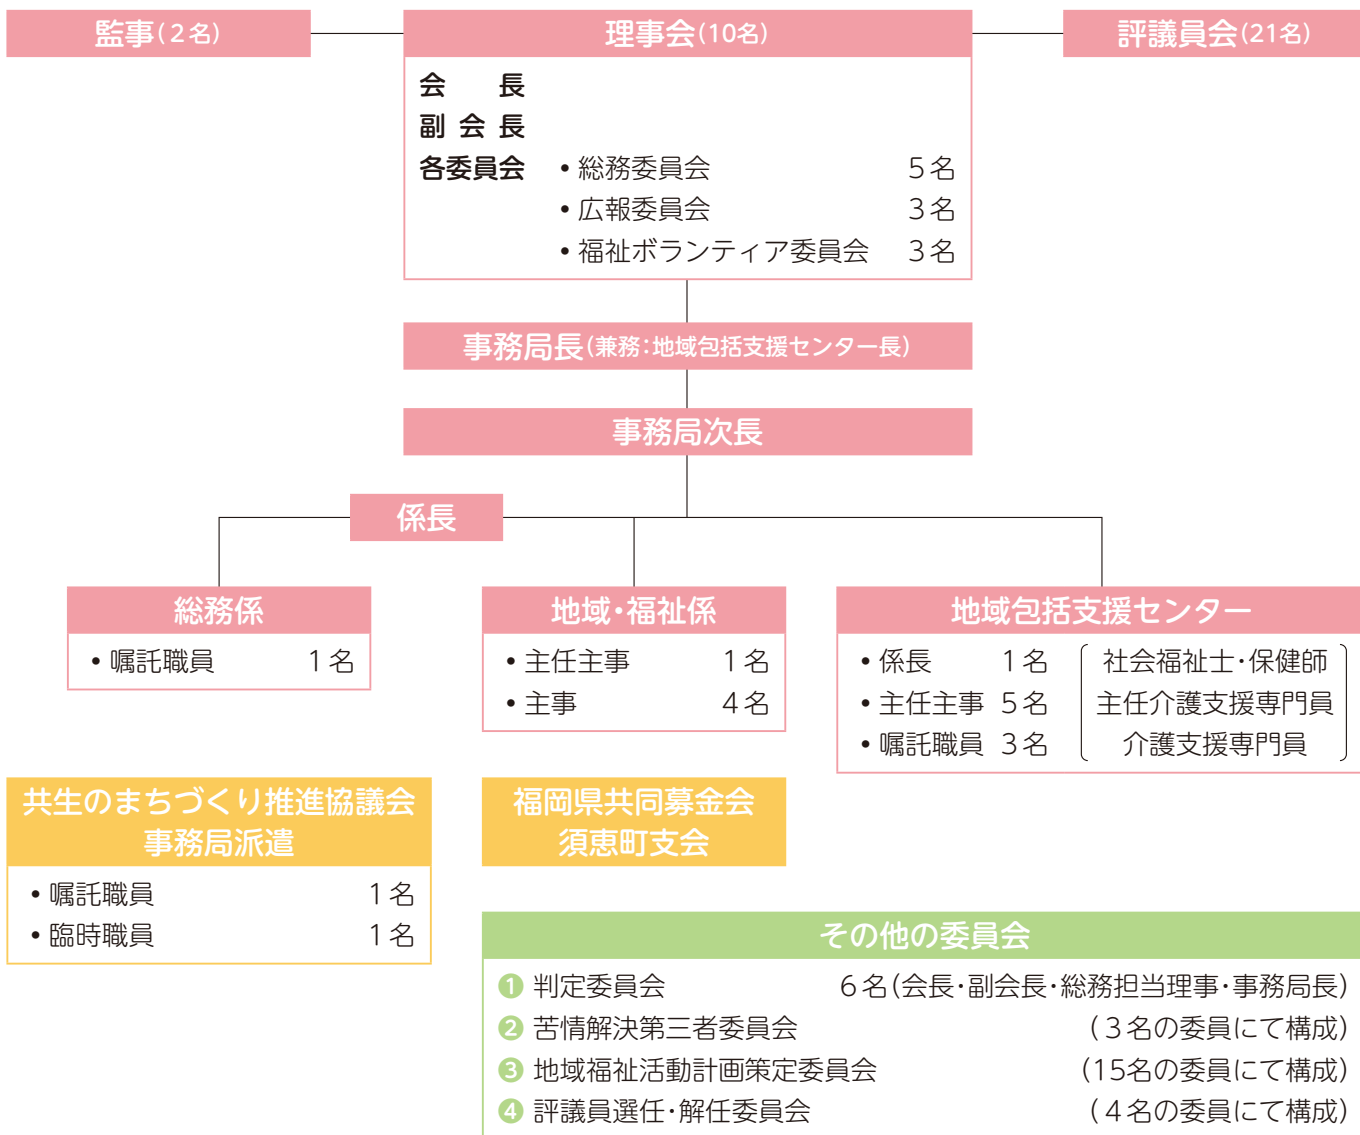 監事(２名)
理事会(10名)
評議員会(21名)
会　長
副会長
各委員会 •総務委員会 ５名
•広報委員会 ３名
•福祉ボランティア委員会 ３名
事務局長(兼務:地域包括支援センター長)
事務局次長
係長
総務係
•嘱託職員 １名
地域・福祉係
•主任主事 １名
•主事 ４名
地域包括支援センター
•係長 １名
•主任主事 ５名
•嘱託職員 ３名
社会福祉士・保健師
主任介護支援専門員
介護支援専門員
共生のまちづくり推進協議会
事務局派遣
•嘱託職員 １名
•臨時職員 １名
福岡県共同募金会
須恵町支会
その他の委員会
❶ 判定委員会 ６名(会長・副会長・総務担当理事・事務局長)
❷ 苦情解決第三者委員会 (３名の委員にて構成)
❸ 地域福祉活動計画策定委員会 (15名の委員にて構成)
❹ 評議員選任・解任委員会 (４名の委員にて構成)